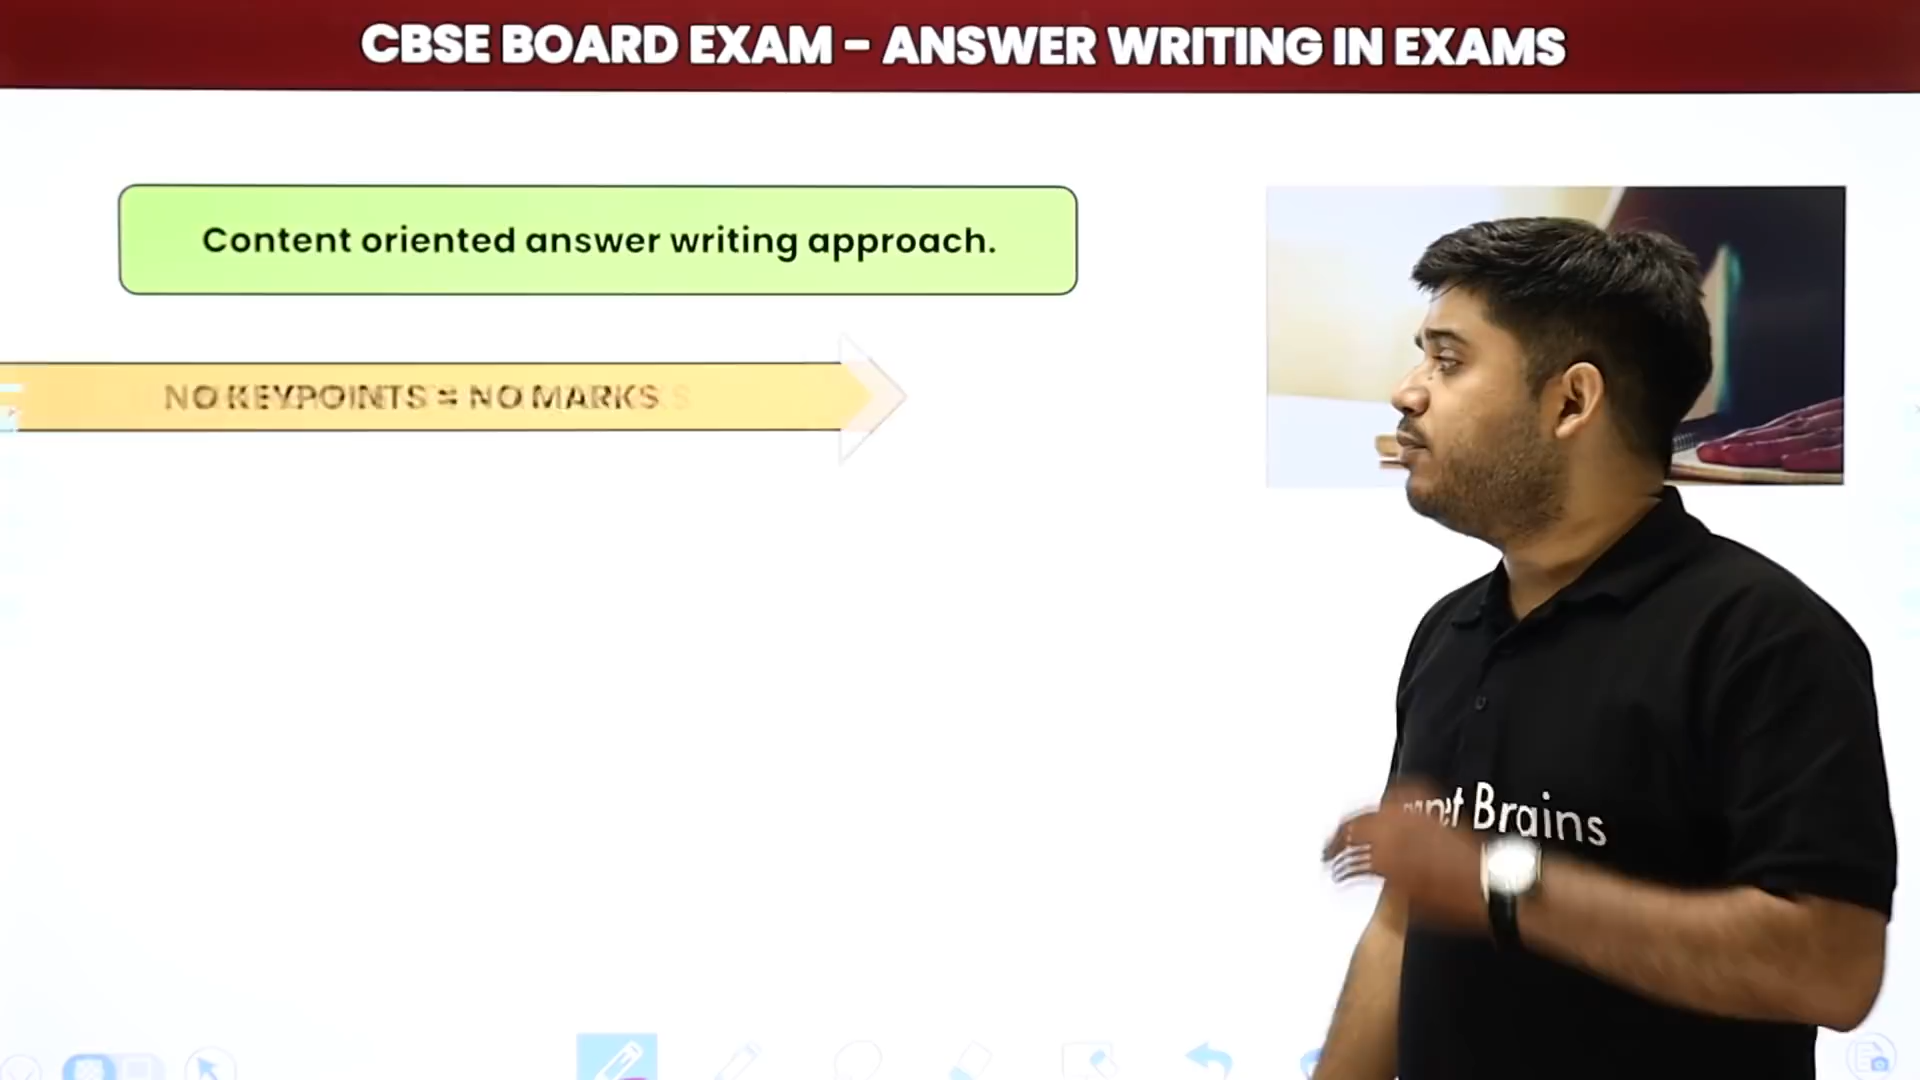 CBSE BOARD EXAM - ANSWER WRITING IN EXAMS
Content oriented answer writing approach.
NO KEYPOINTS = NO MARKS
Brains